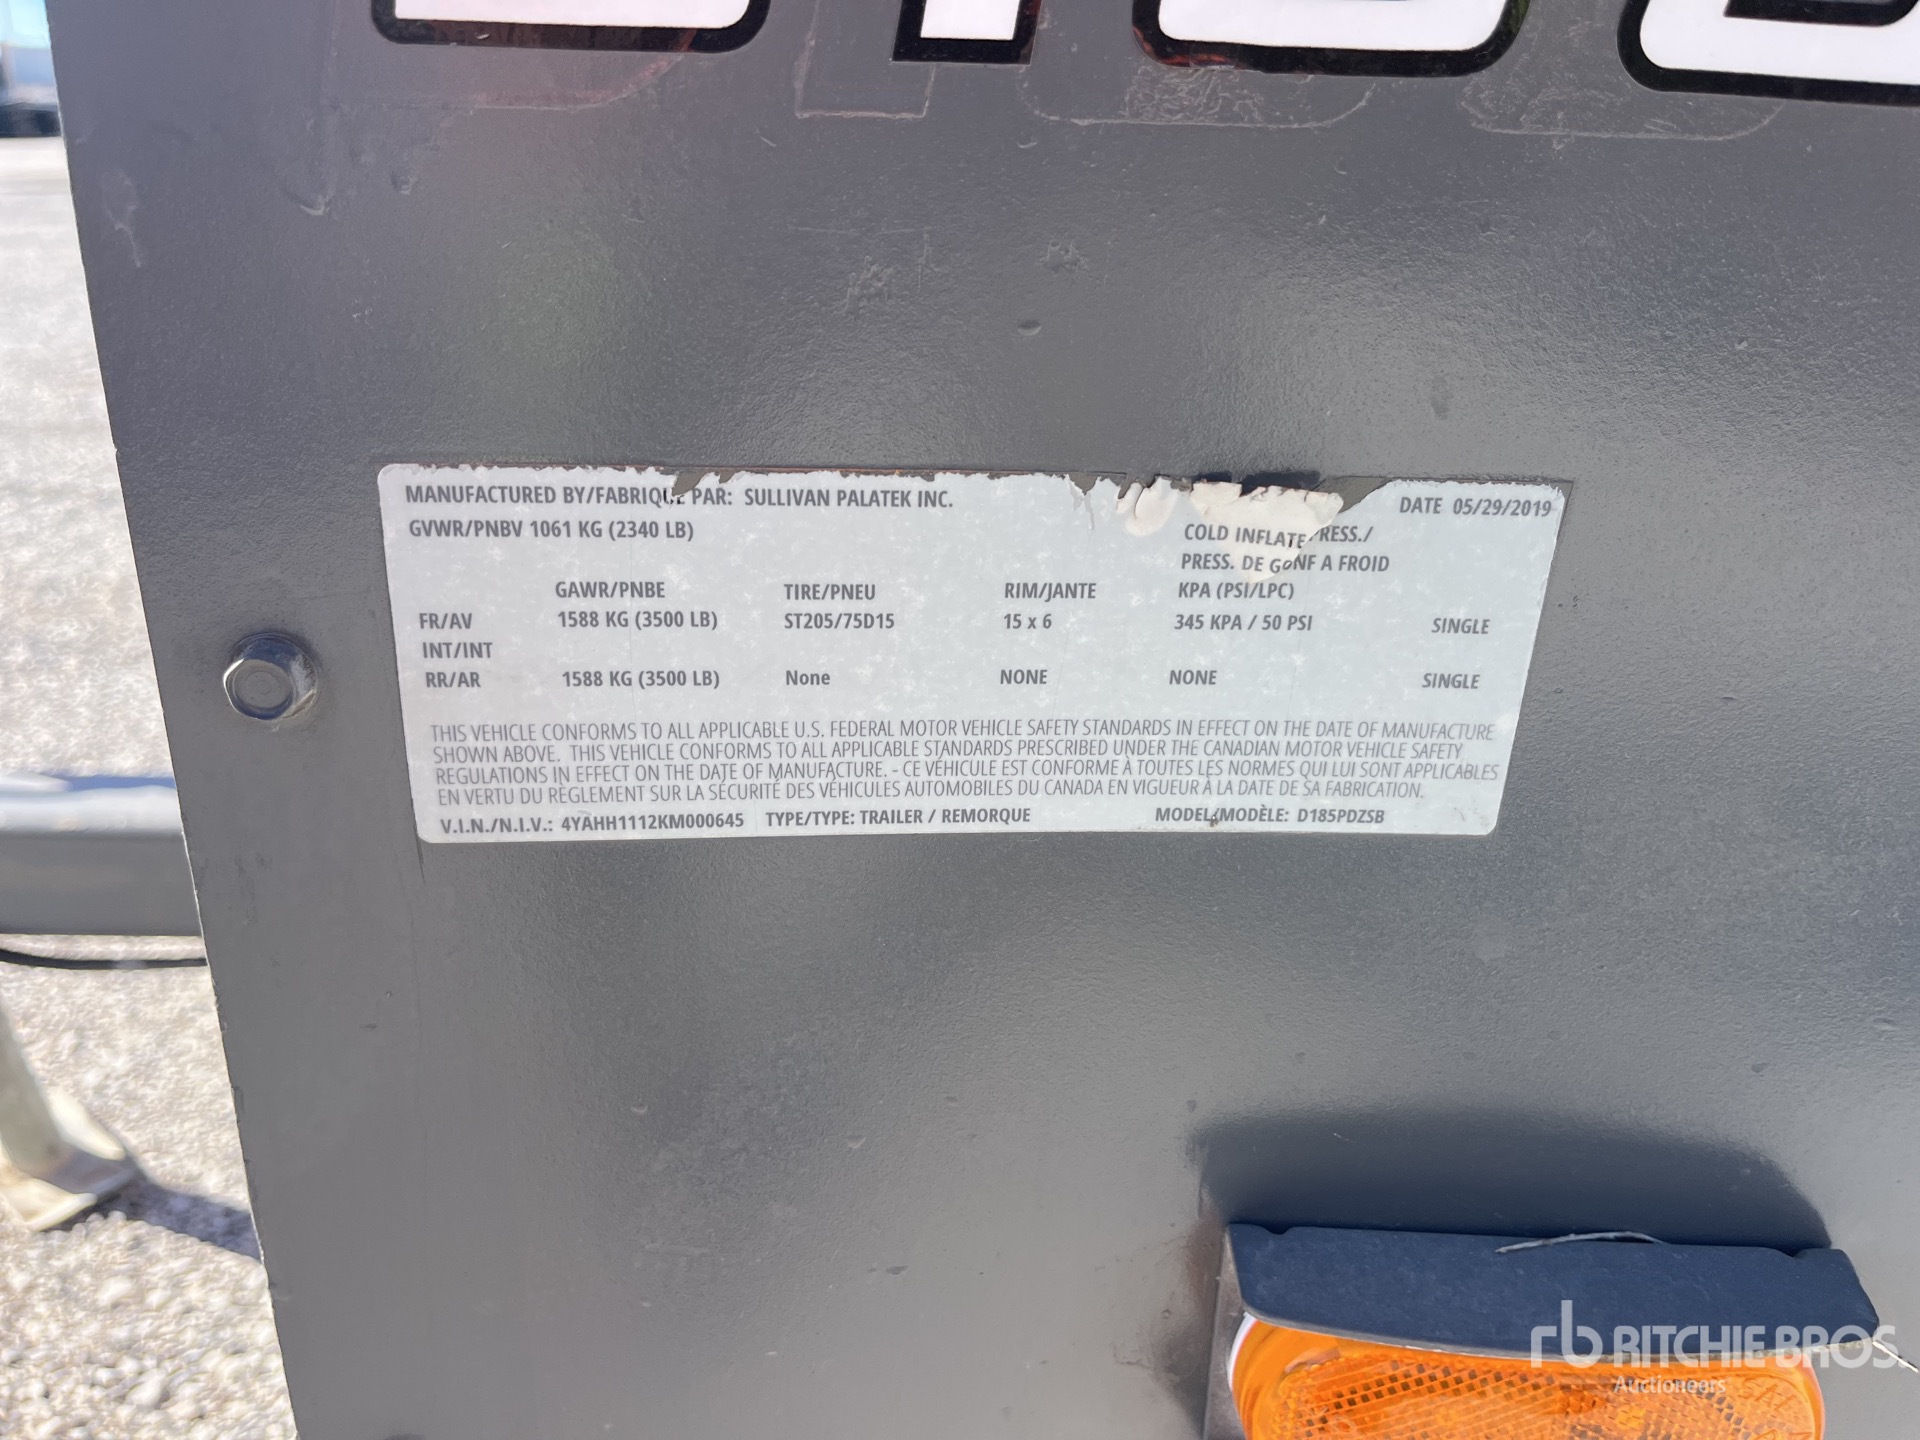 MANUFACTURED BY/FABRIQUE PAR: SULLIVAN PALATEK INC. DATE 05/29/2019
GVWR/PNBV 1061 KG (2340 LB) COLD INFLATE PRESS./
PRESS. DE GONF A FROID
GAWR/PNBE TIRE/PNEU RIM/JANTE KPA (PSI/LPC)
FR/AV 1588 KG (3500 LB) ST205/75D15 15 x 6 345 KPA / 50 PSI SINGLE
INT/INT
RR/AR 1588 KG (3500 LB) None NONE NONE SINGLE
THIS VEHICLE CONFORMS TO ALL APPLICABLE U.S. FEDERAL MOTOR VEHICLE SAFETY STANDARDS IN EFFECT ON THE DATE OF MANUFACTURE
SHOWN ABOVE. THIS VEHICLE CONFORMS TO ALL APPLICABLE STANDARDS PRESCRIBED UNDER THE CANADIAN MOTOR VEHICLE SAFETY
REGULATIONS IN EFFECT ON THE DATE OF MANUFACTURE. - CE VÉHICULE EST CONFORME À TOUTES LES NORMES QUI LUI SONT APPLICABLES
EN VERTU DU RÈGLEMENT SUR LA SÉCURITÉ DES VÉHICULES AUTOMOBILES DU CANADA EN VIGUEUR À LA DATE DE SA FABRICATION.
V.I.N./N.I.V.: 4YAHH1112KM000645 TYPE/TYPE: TRAILER / REMORQUE MODEL/MODÈLE: D185PDZSB
rb RITCHIE BROS.
Auctioneers